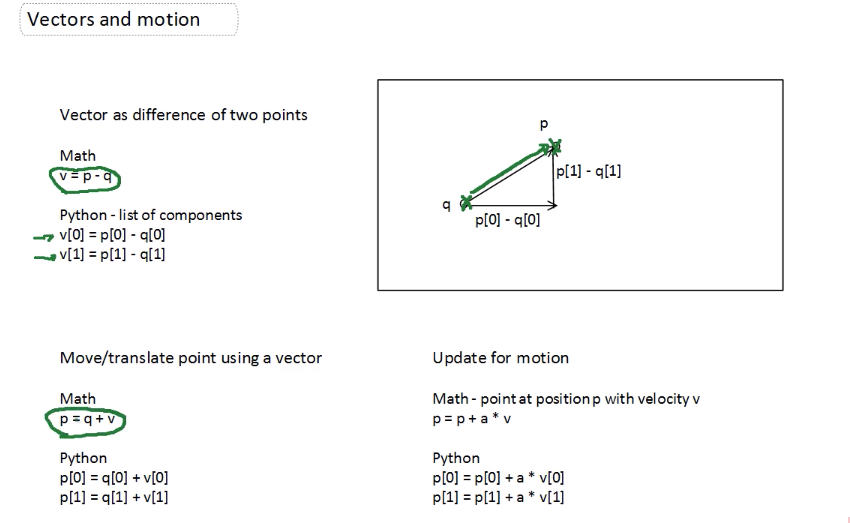 Vectors and motion
Vector as difference of two points
Math
v = p - q
Python - list of components
v[0] = p[0] - q[0]
v[1] = p[1] - q[1]
p
p[1] - q[1]
q
p[0] - q[0]
Move/translate point using a vector
Math
p = q + v
Python
p[0] = q[0] + v[0]
p[1] = q[1] + v[1]
Update for motion
Math - point at position p with velocity v
p = p + a * v
Python
p[0] = p[0] + a * v[0]
p[1] = p[1] + a * v[1]